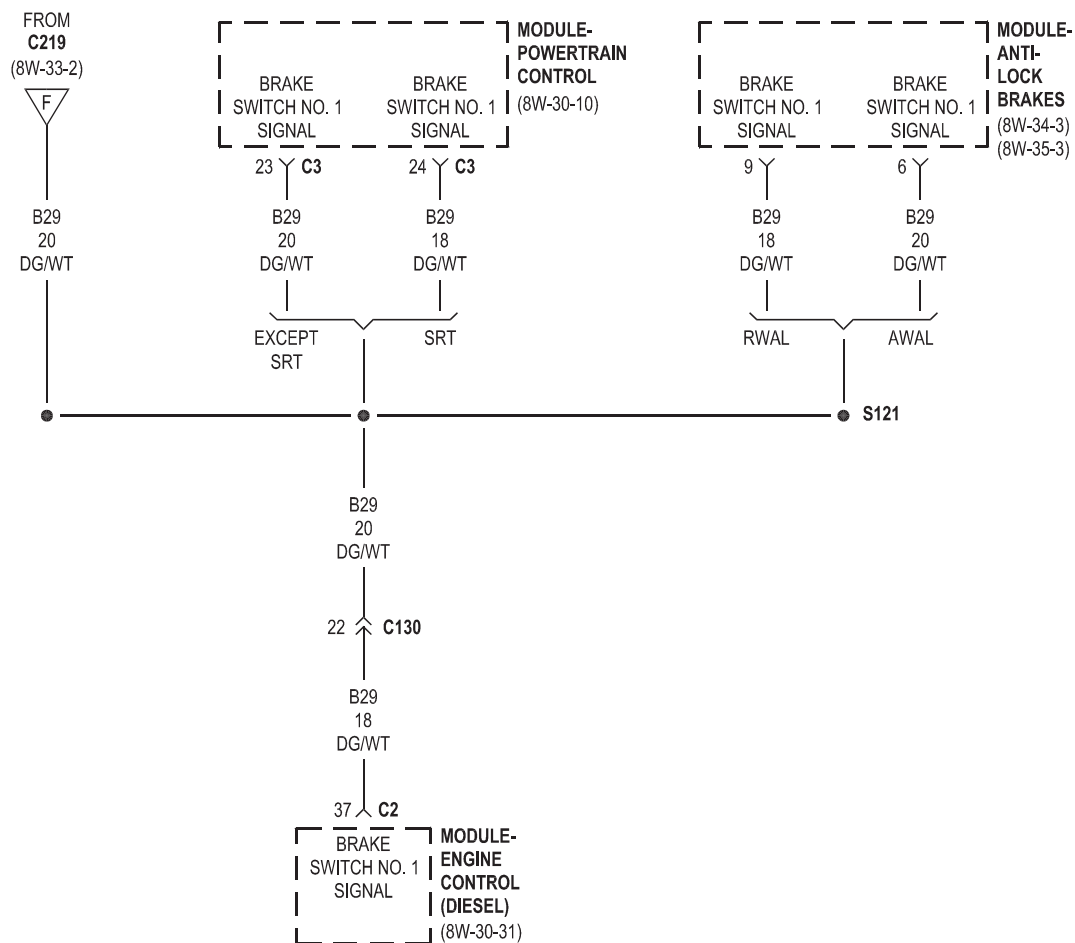 FROM
C219
(8W-33-2)
F
B29
20
DG/WT
MODULE-
POWERTRAIN
CONTROL
(8W-30-10)
BRAKE
SWITCH NO. 1
SIGNAL
BRAKE
SWITCH NO. 1
SIGNAL
23 C3
24 C3
B29
20
DG/WT
B29
18
DG/WT
EXCEPT
SRT
SRT
MODULE-
ANTI-
LOCK
BRAKES
(8W-34-3)
(8W-35-3)
BRAKE
SWITCH NO. 1
SIGNAL
BRAKE
SWITCH NO. 1
SIGNAL
9
6
B29
18
DG/WT
B29
20
DG/WT
RWAL
AWAL
S121
B29
20
DG/WT
22 C130
B29
18
DG/WT
37 C2
BRAKE
SWITCH NO. 1
SIGNAL
MODULE-
ENGINE
CONTROL
(DIESEL)
(8W-30-31)